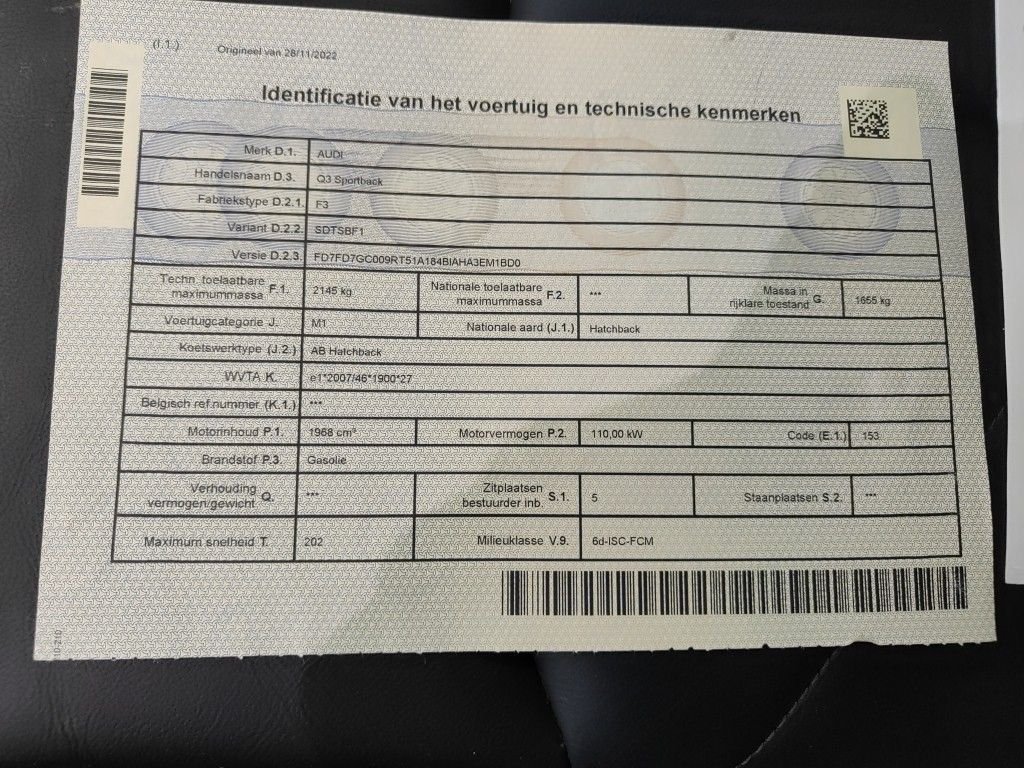 (I.1.) Origineel van 28/11/2022
Identificatie van het voertuig en technische kenmerken
Merk D.1. AUDI
Handelsnaam D.3. Q3 Sportback
Fabriekstype D.2.1. F3
Variant D.2.2. SDTSBF1
Versie D.2.3. FD7FD7GC009RT51A184BIAHA3EM1BD0
Techn. toelaatbare maximummassa F.1. 2145 kg Nationale toelaatbare maximummassa F.2. *** Massa in rijklare toestand G. 1655 kg
Voertuigcategorie J. M1 Nationale aard (J.1.) Hatchback
Koetswerktype (J.2.) AB Hatchback
WVTA K. e1*2007/46*1900*27
Belgisch ref.nummer (K.1.) ***
Motorinhoud P.1. 1968 cm³ Motorvermogen P.2. 110,00 kW Code (E.1.) 153
Brandstof P.3. Gasolie
Verhouding vermogen/gewicht Q. *** Zitplaatsen bestuurder inb. S.1. 5 Staanplaatsen S.2. ***
Maximum snelheid T. 202 Milieuklasse V.9. 6d-ISC-FCM